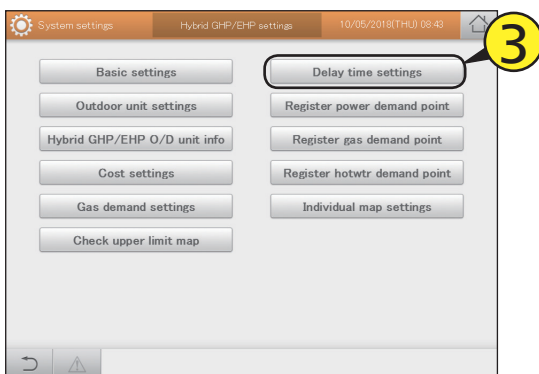 System settings
Hybrid GHP/EHP settings
10/05/2018(THU) 08:43
3
Basic settings
Delay time settings
Outdoor unit settings
Register power demand point
Hybrid GHP/EHP O/D unit info
Register gas demand point
Cost settings
Register hotwtr demand point
Gas demand settings
Individual map settings
Check upper limit map